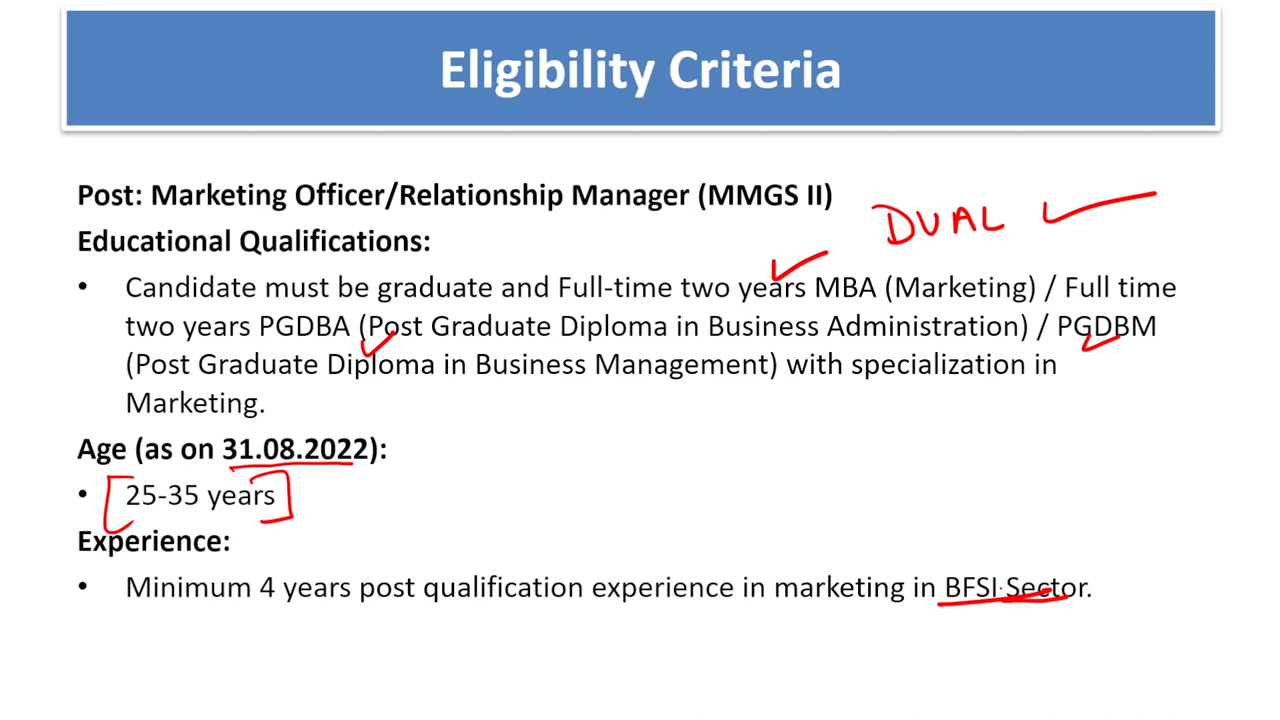 Eligibility Criteria
Post: Marketing Officer/Relationship Manager (MMGS II)
DUAL
Educational Qualifications:
• Candidate must be graduate and Full-time two years MBA (Marketing) / Full time
two years PGDBA (Post Graduate Diploma in Business Administration) / PGDBM
(Post Graduate Diploma in Business Management) with specialization in
Marketing.
Age (as on 31.08.2022):
• 25-35 years
Experience:
• Minimum 4 years post qualification experience in marketing in BFSI Sector.